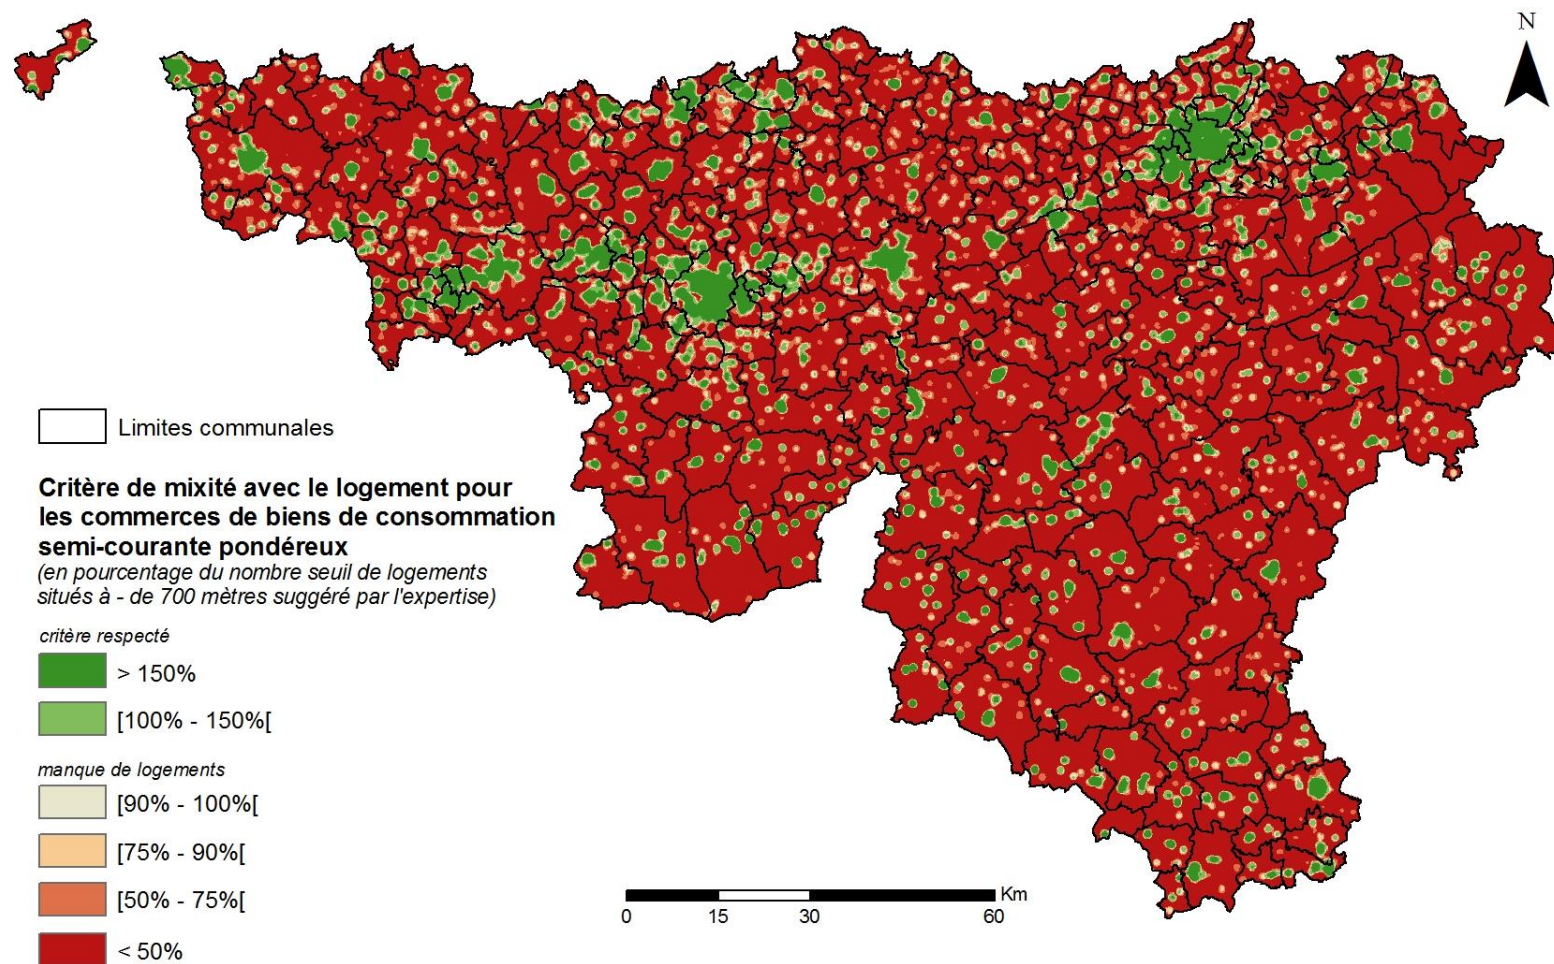 N
Limites communales
Critère de mixité avec le logement pour
les commerces de biens de consommation
semi-courante pondéreux
(en pourcentage du nombre seuil de logements
situés à - de 700 mètres suggéré par l'expertise)
critère respecté
> 150%
[100% - 150%[
manque de logements
[90% - 100%[
[75% - 90%[
[50% - 75%[
< 50%
Km
0 15 30 60